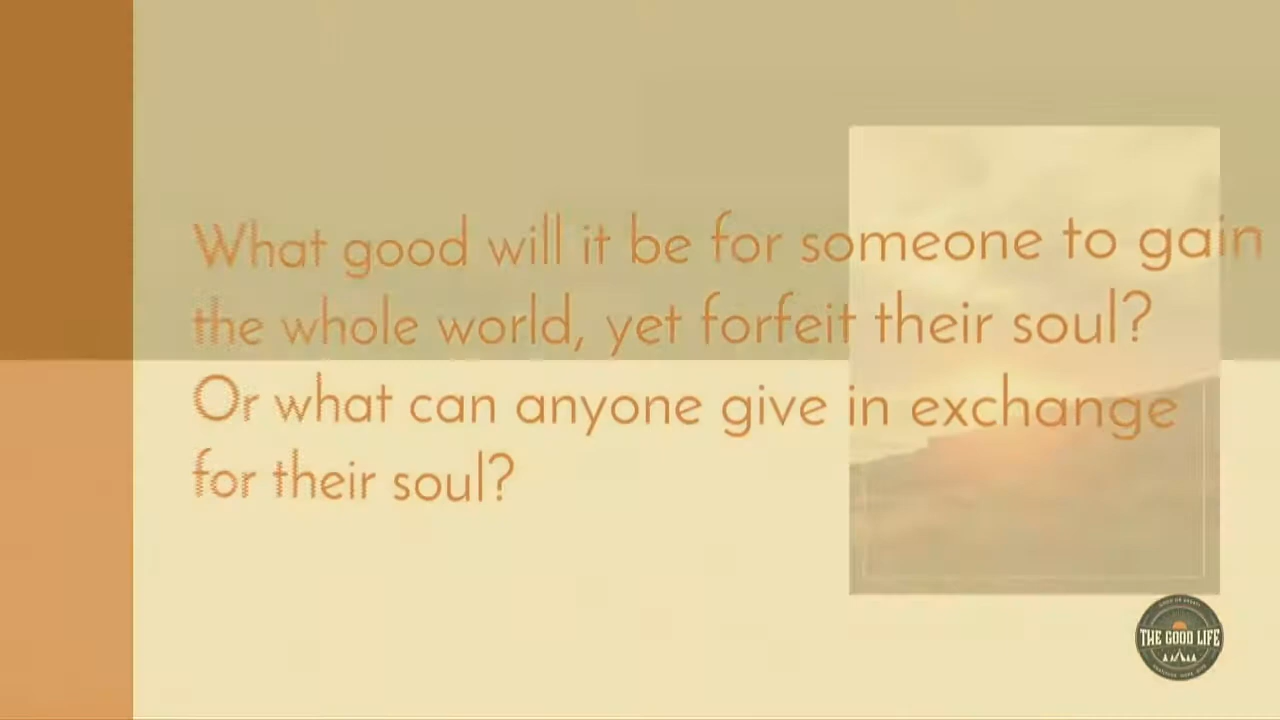 What good will it be for someone to gain
the whole world, yet forfeit their soul?
Or what can anyone give in exchange
for their soul?
THE GOOD LIFE